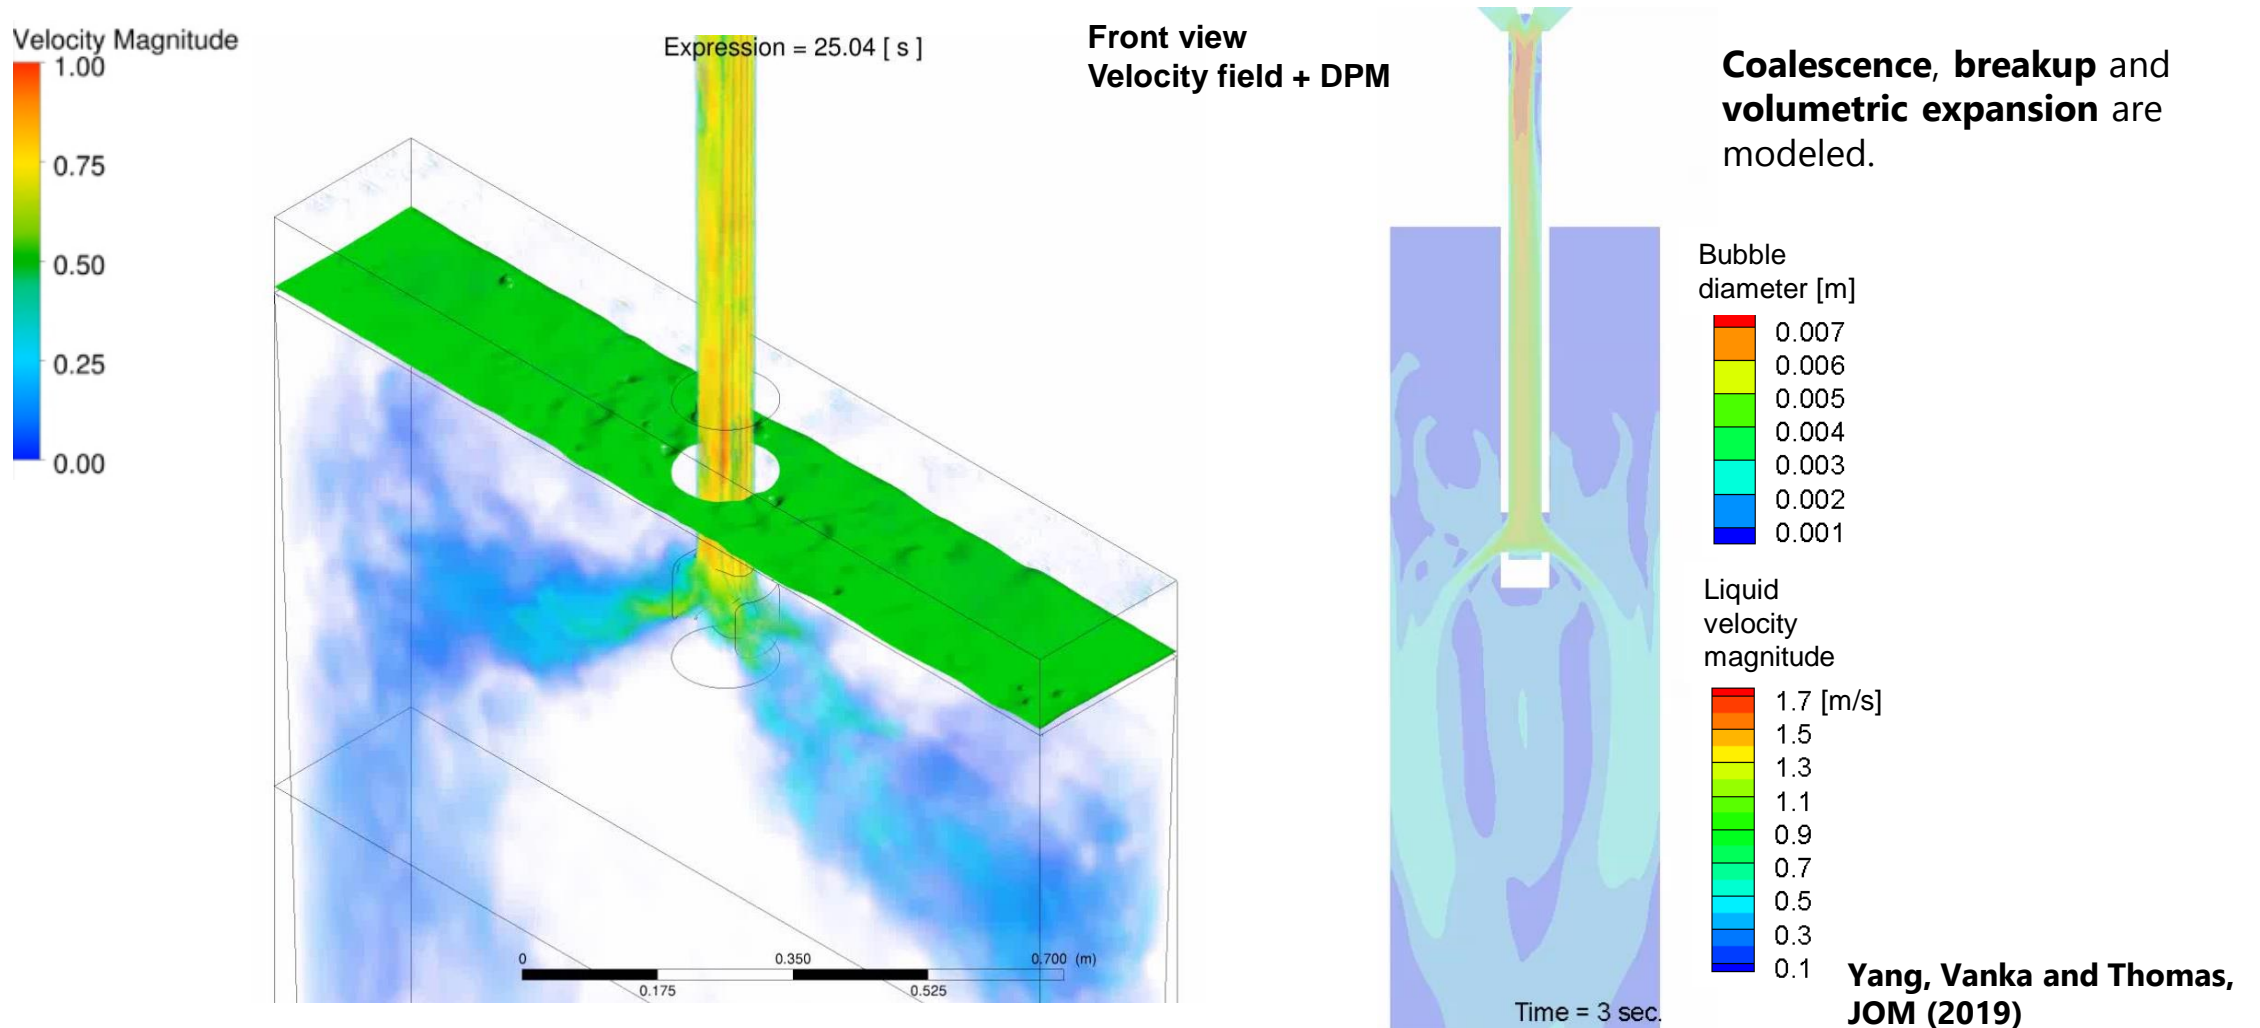 Velocity Magnitude
1.00
0.75
0.50
0.25
0.00
Expression = 25.04 [ s ]
0
0.350
0.700 (m)
0.175
0.525
Front view
Velocity field + DPM
Time = 3 sec.
Coalescence, breakup and
volumetric expansion are
modeled.
Bubble
diameter [m]
0.007
0.006
0.005
0.004
0.003
0.002
0.001
Liquid
velocity
magnitude
1.7 [m/s]
1.5
1.3
1.1
0.9
0.7
0.5
0.3
0.1
Yang, Vanka and Thomas,
JOM (2019)